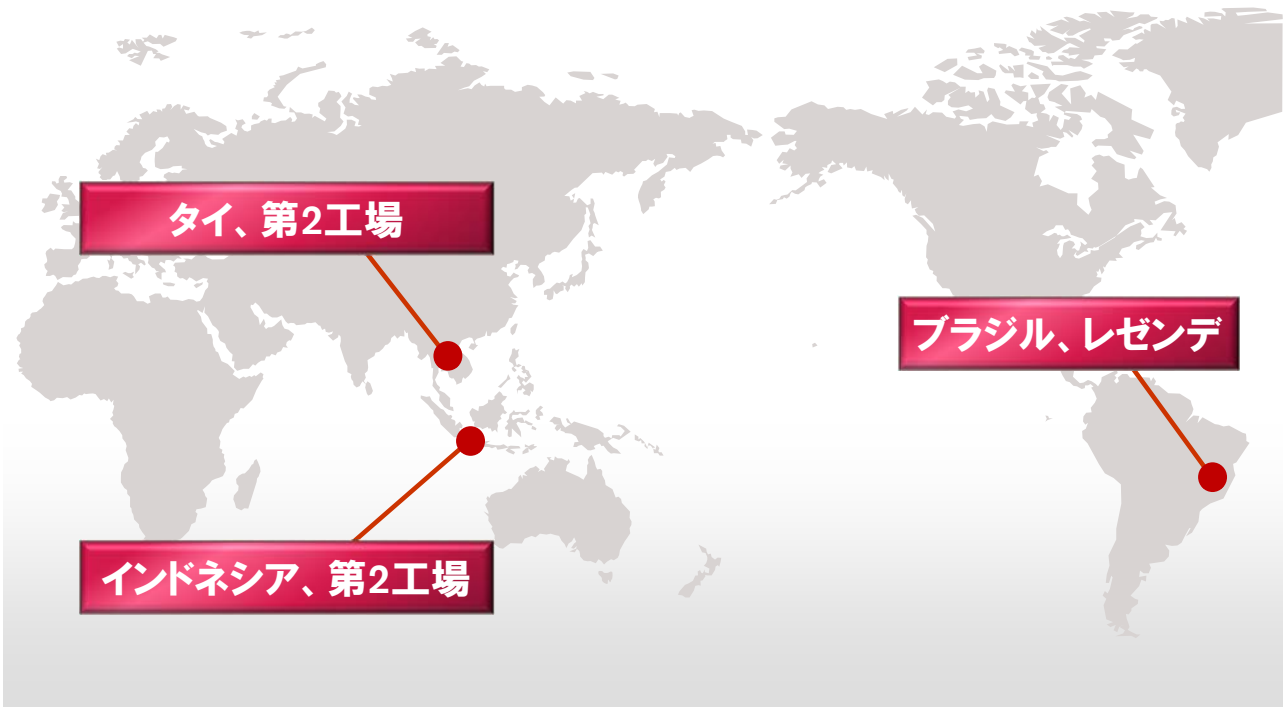 タイ、第2工場
ブラジル、レゼンデ
インドネシア、第2工場